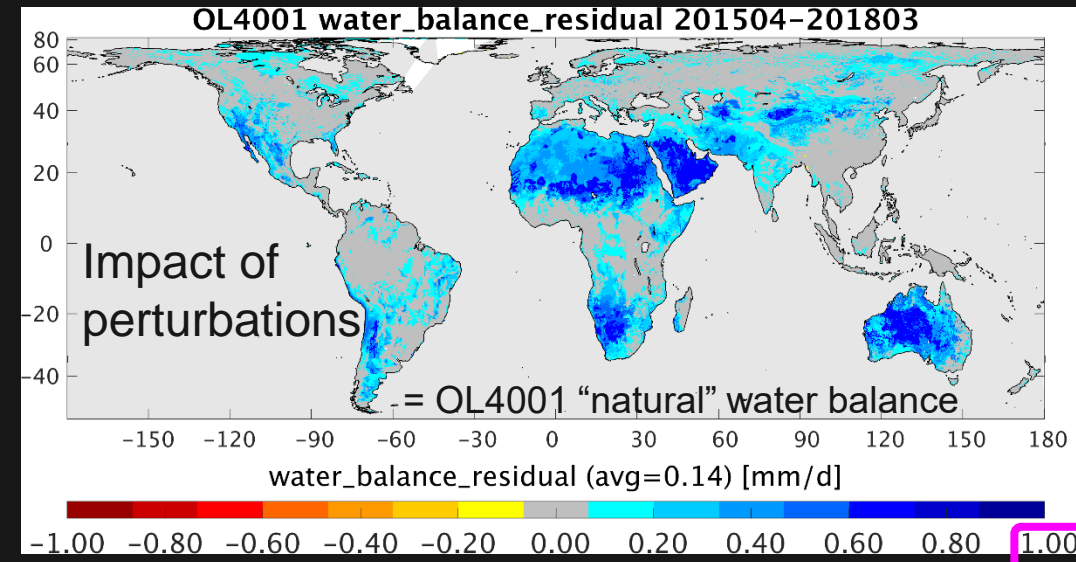 OL4001 water_balance_residual 201504-201803
80
60
40
20
0
-20
-40
Impact of
perturbations
= OL4001 “natural” water balance
-150 -120 -90 -60 -30 0 30 60 90 120 150 180
water_balance_residual (avg=0.14) [mm/d]
-1.00 -0.80 -0.60 -0.40 -0.20 0.00 0.20 0.40 0.60 0.80 1.00